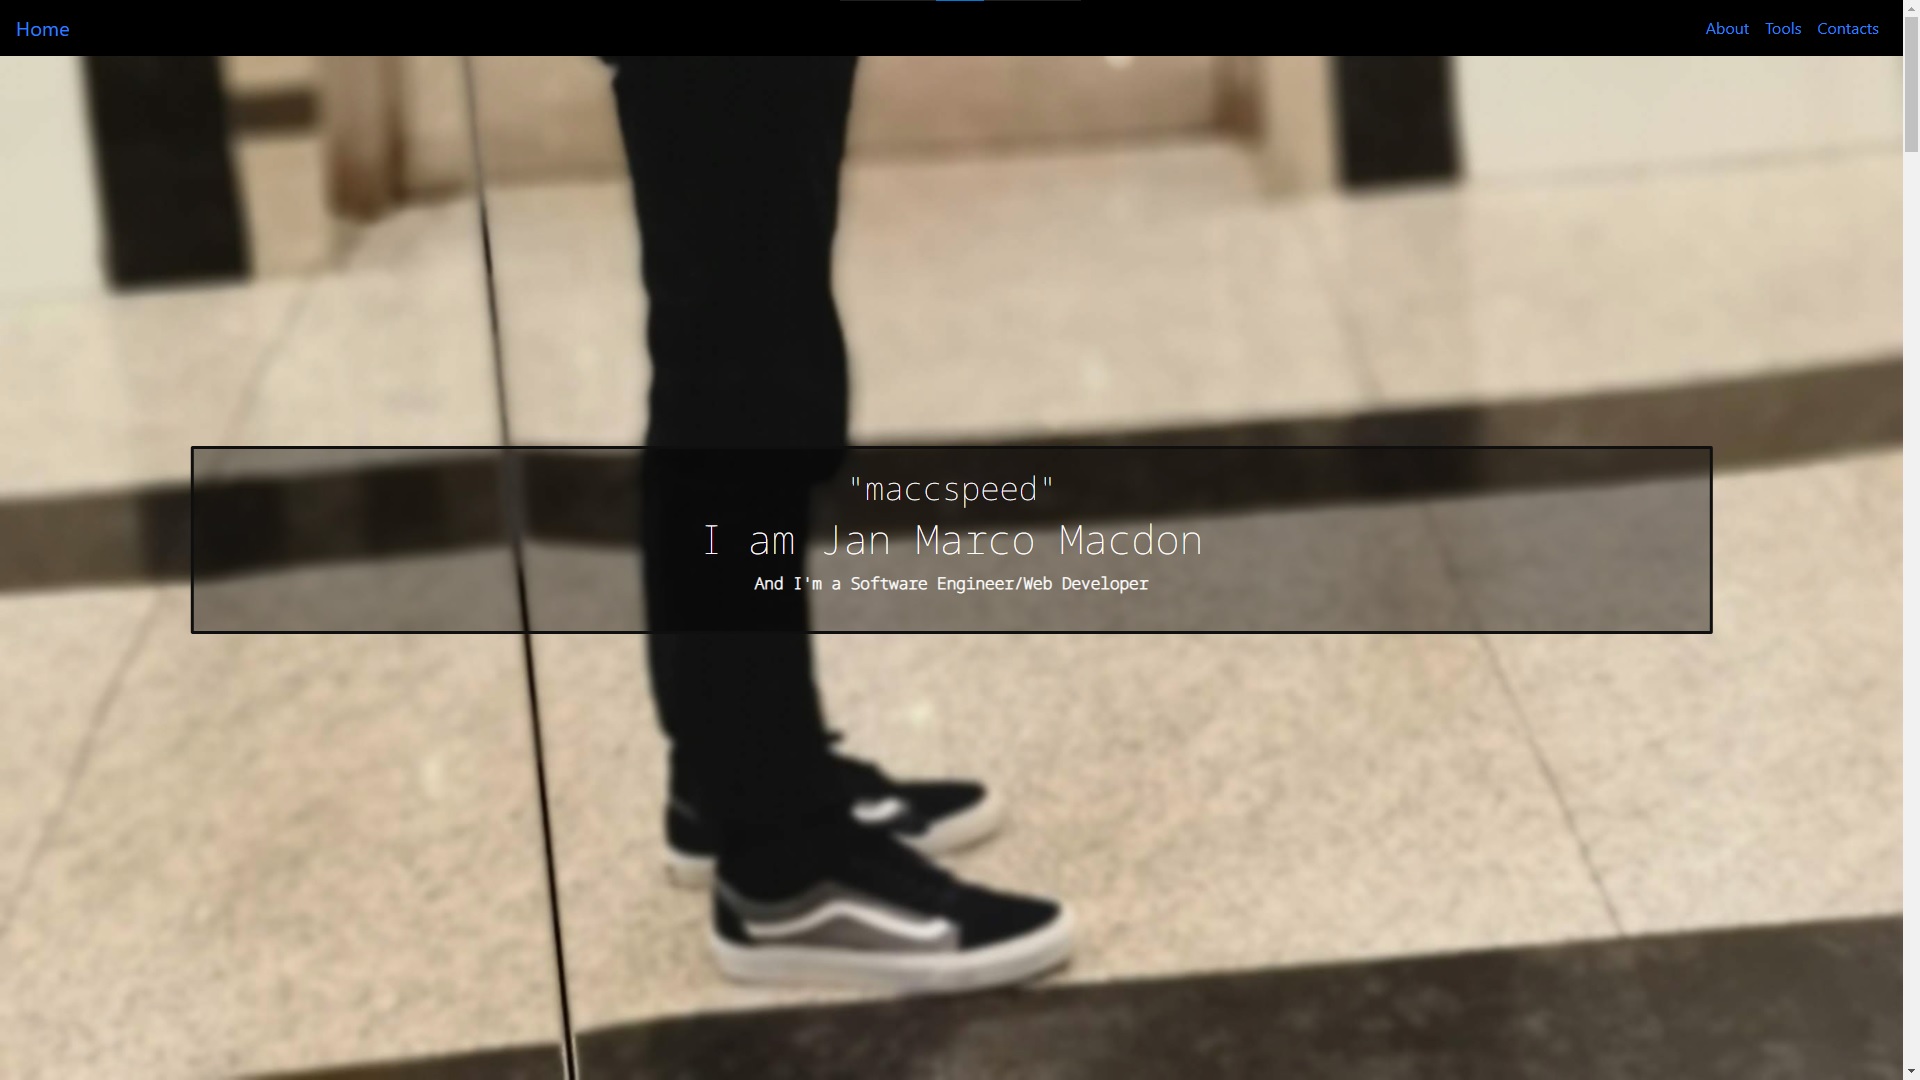 Home
About Tools Contacts
"maccspeed"
I am Jan Marco Macdon
And I'm a Software Engineer/Web Developer